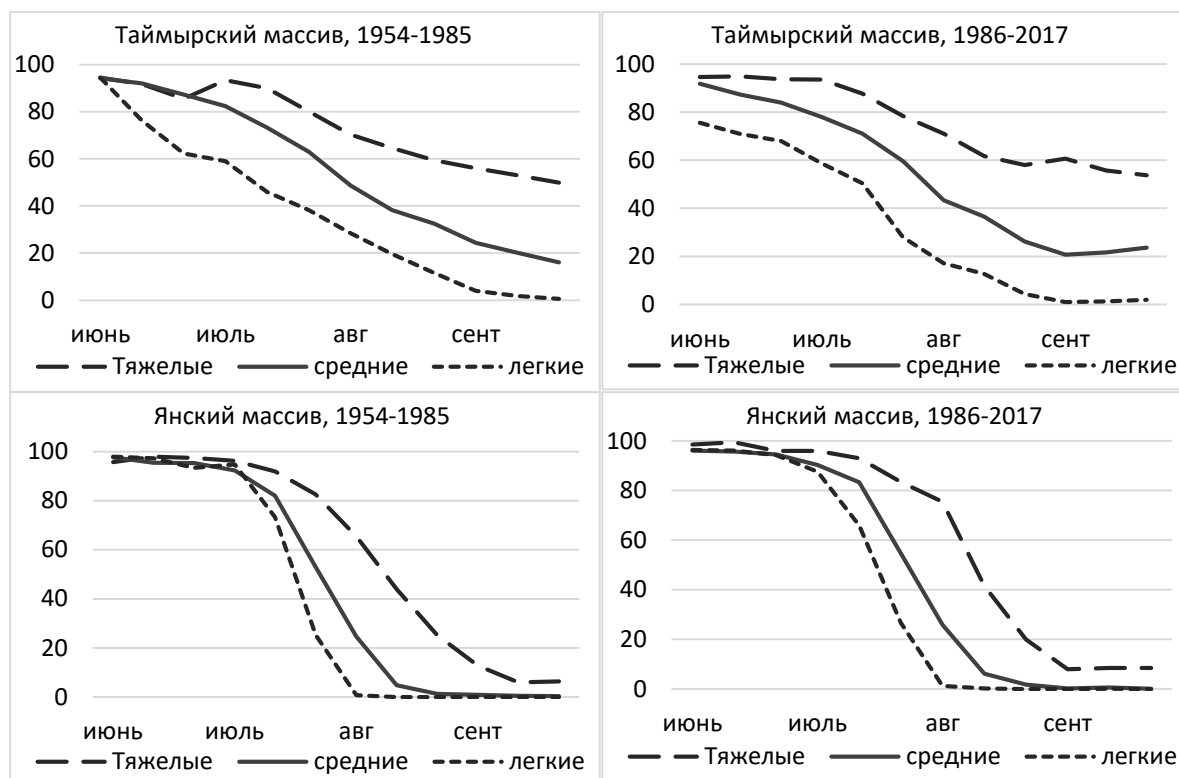 Таймырский массив, 1954-1985
100
80
60
40
20
0
июнь июль авг сент
Тяжелые средние легкие
Таймырский массив, 1986-2017
100
80
60
40
20
0
июнь июль авг сент
Тяжелые средние легкие
Янский массив, 1954-1985
100
80
60
40
20
0
июнь июль авг сент
Тяжелые средние легкие
Янский массив, 1986-2017
100
80
60
40
20
0
июнь июль авг сент
Тяжелые средние легкие